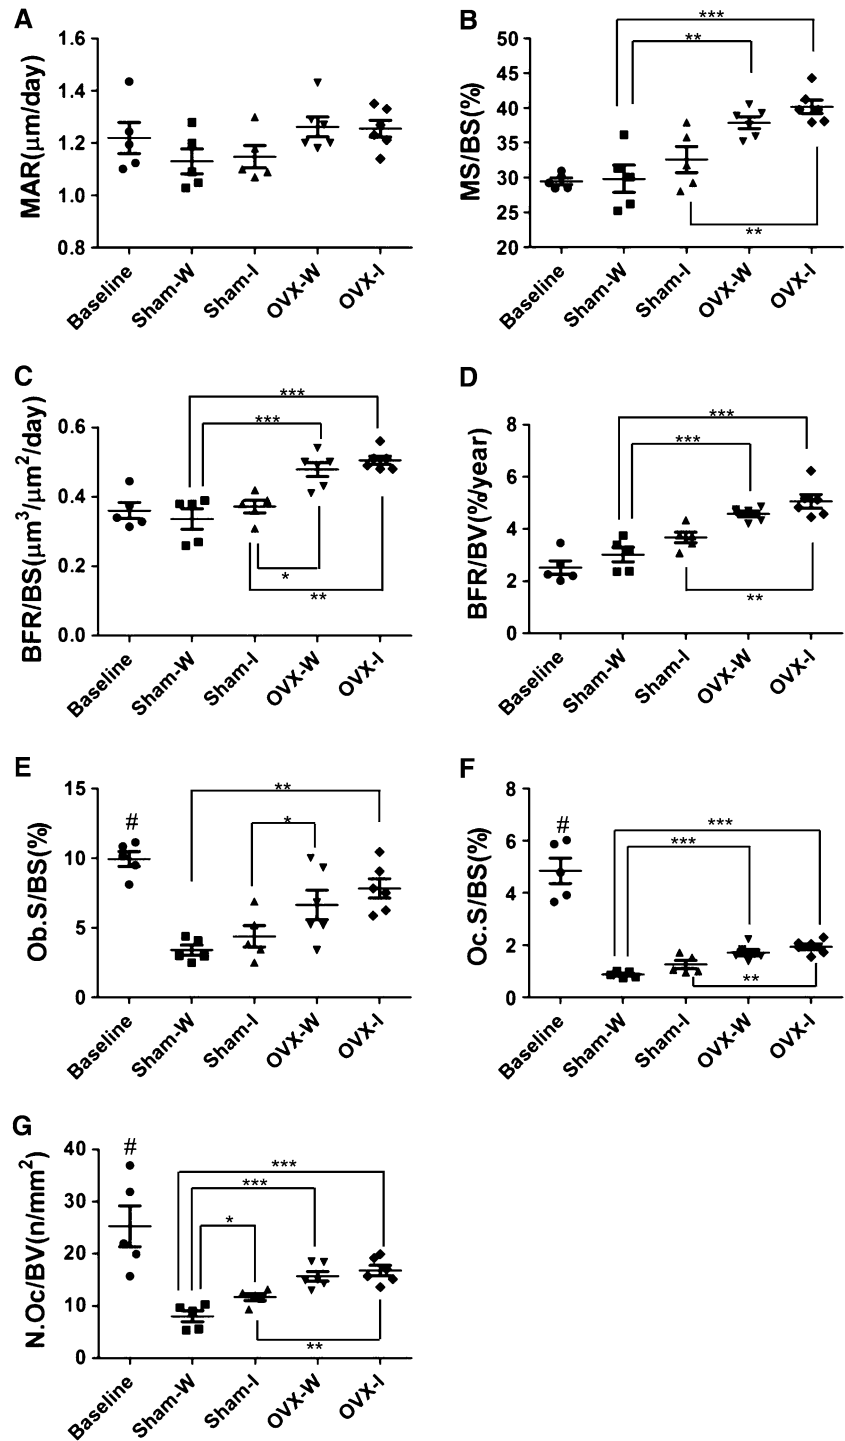 A
MAR(μm/day)
1.6
1.4
1.2
1.0
0.8
Baseline
Sham-W
Sham-I
OVX-W
OVX-I
B
MS/BS(%)
50
45
40
35
30
25
20
***
**
**
Baseline
Sham-W
Sham-I
OVX-W
OVX-I
C
BFR/BS(μm³/μm²/day)
0.6
0.4
0.2
0.0
***
***
*
**
Baseline
Sham-W
Sham-I
OVX-W
OVX-I
D
BFR/BV(%/year)
8
6
4
2
0
***
***
**
Baseline
Sham-W
Sham-I
OVX-W
OVX-I
E
Ob.S/BS(%)
15
10
5
0
#
**
*
Baseline
Sham-W
Sham-I
OVX-W
OVX-I
F
Oc.S/BS(%)
8
6
4
2
0
#
***
***
**
Baseline
Sham-W
Sham-I
OVX-W
OVX-I
G
N.Oc/BV(n/mm²)
40
30
20
10
0
#
***
***
*
**
Baseline
Sham-W
Sham-I
OVX-W
OVX-I